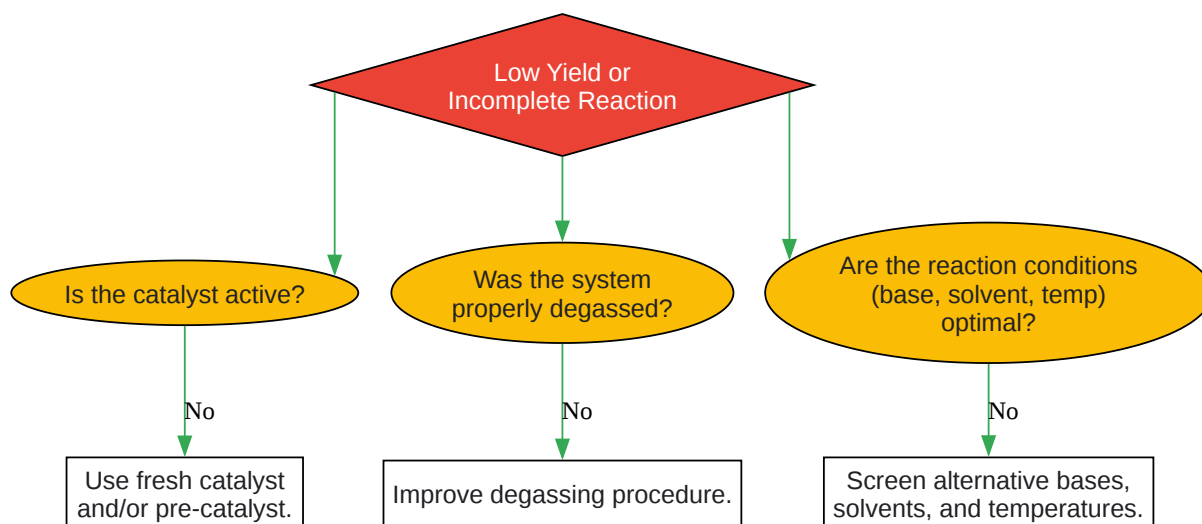 Low Yield or
Incomplete Reaction
Is the catalyst active?
Was the system
properly degassed?
Are the reaction conditions
(base, solvent, temp)
optimal?
No
No
No
Use fresh catalyst
and/or pre-catalyst.
Improve degassing procedure.
Screen alternative bases,
solvents, and temperatures.